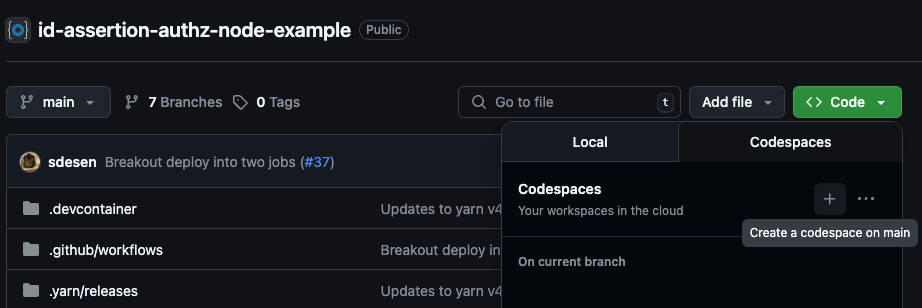 id-assertion-authz-node-example Public
main 7 Branches 0 Tags Go to file t Add file <> Code
Local Codespaces
sdesen Breakout deploy into two jobs (#37)
Codespaces
Your workspaces in the cloud
.devcontainer Updates to yarn v4
Create a codespace on main
.github/workflows Breakout deploy in
On current branch
.yarn/releases Updates to yarn v4